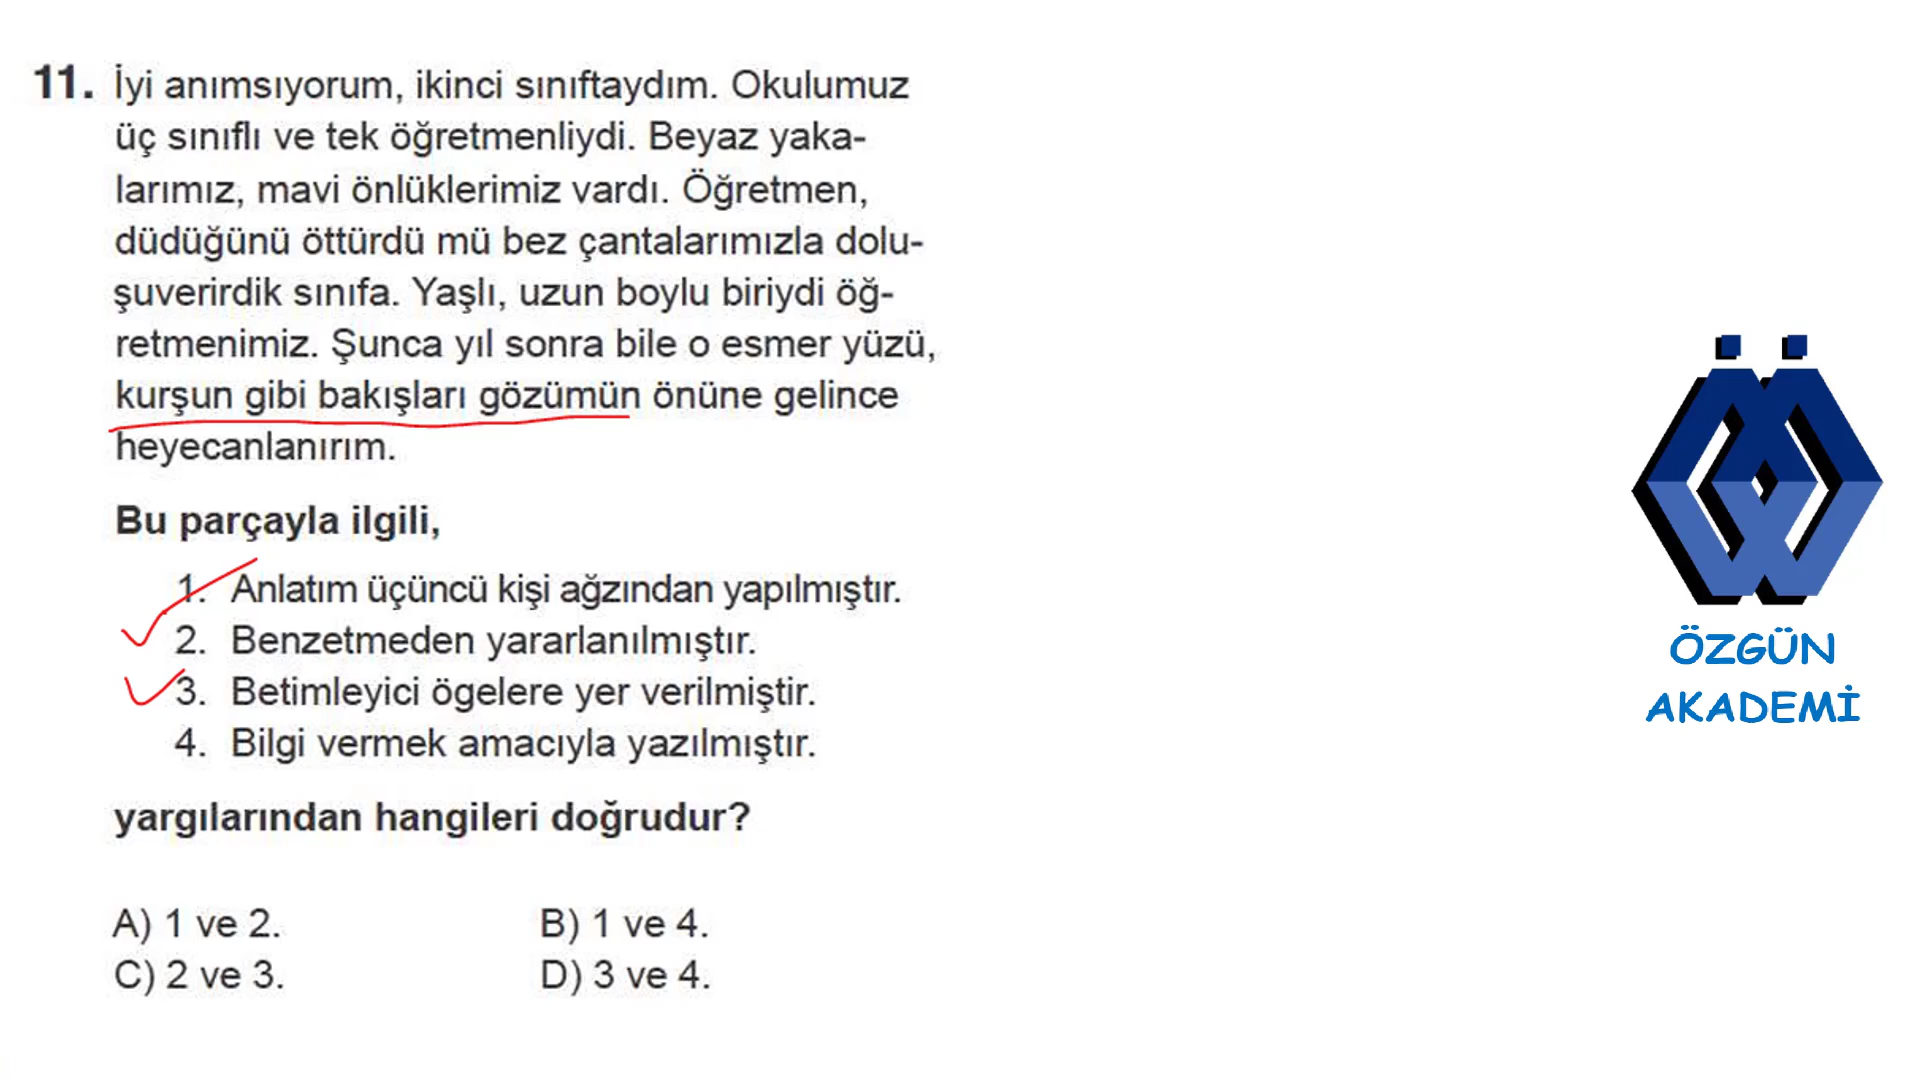 11. İyi anımsıyorum, ikinci sınıftaydım. Okulumuz
üç sınıflı ve tek öğretmenliydi. Beyaz yaka-
larımız, mavi önlüklerimiz vardı. Öğretmen,
düdüğünü öttürdü mü bez çantalarımızla dolu-
şuverirdik sınıfa. Yaşlı, uzun boylu biriydi öğ-
retmenimiz. Şunca yıl sonra bile o esmer yüzü,
kurşun gibi bakışları gözümün önüne gelince
heyecanlanırım.
Bu parçayla ilgili,
1. Anlatım üçüncü kişi ağzından yapılmıştır.
2. Benzetmeden yararlanılmıştır.
3. Betimleyici ögelere yer verilmiştir.
4. Bilgi vermek amacıyla yazılmıştır.
yargılarından hangileri doğrudur?
A) 1 ve 2. B) 1 ve 4.
C) 2 ve 3. D) 3 ve 4.
ÖZGÜN
AKADEMİ